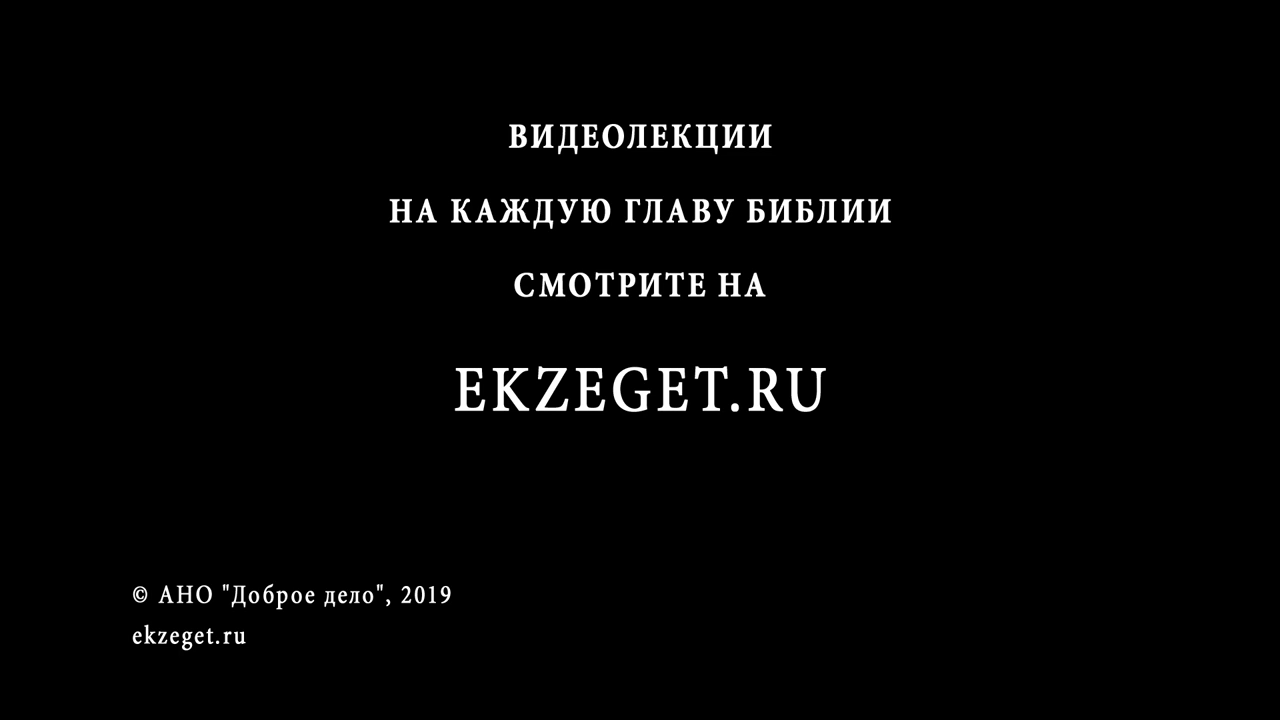 ВИДЕОЛЕКЦИИ
НА КАЖДУЮ ГЛАВУ БИБЛИИ
СМОТРИТЕ НА
EKZEGET.RU
© АНО "Доброе дело", 2019
ekzeget.ru